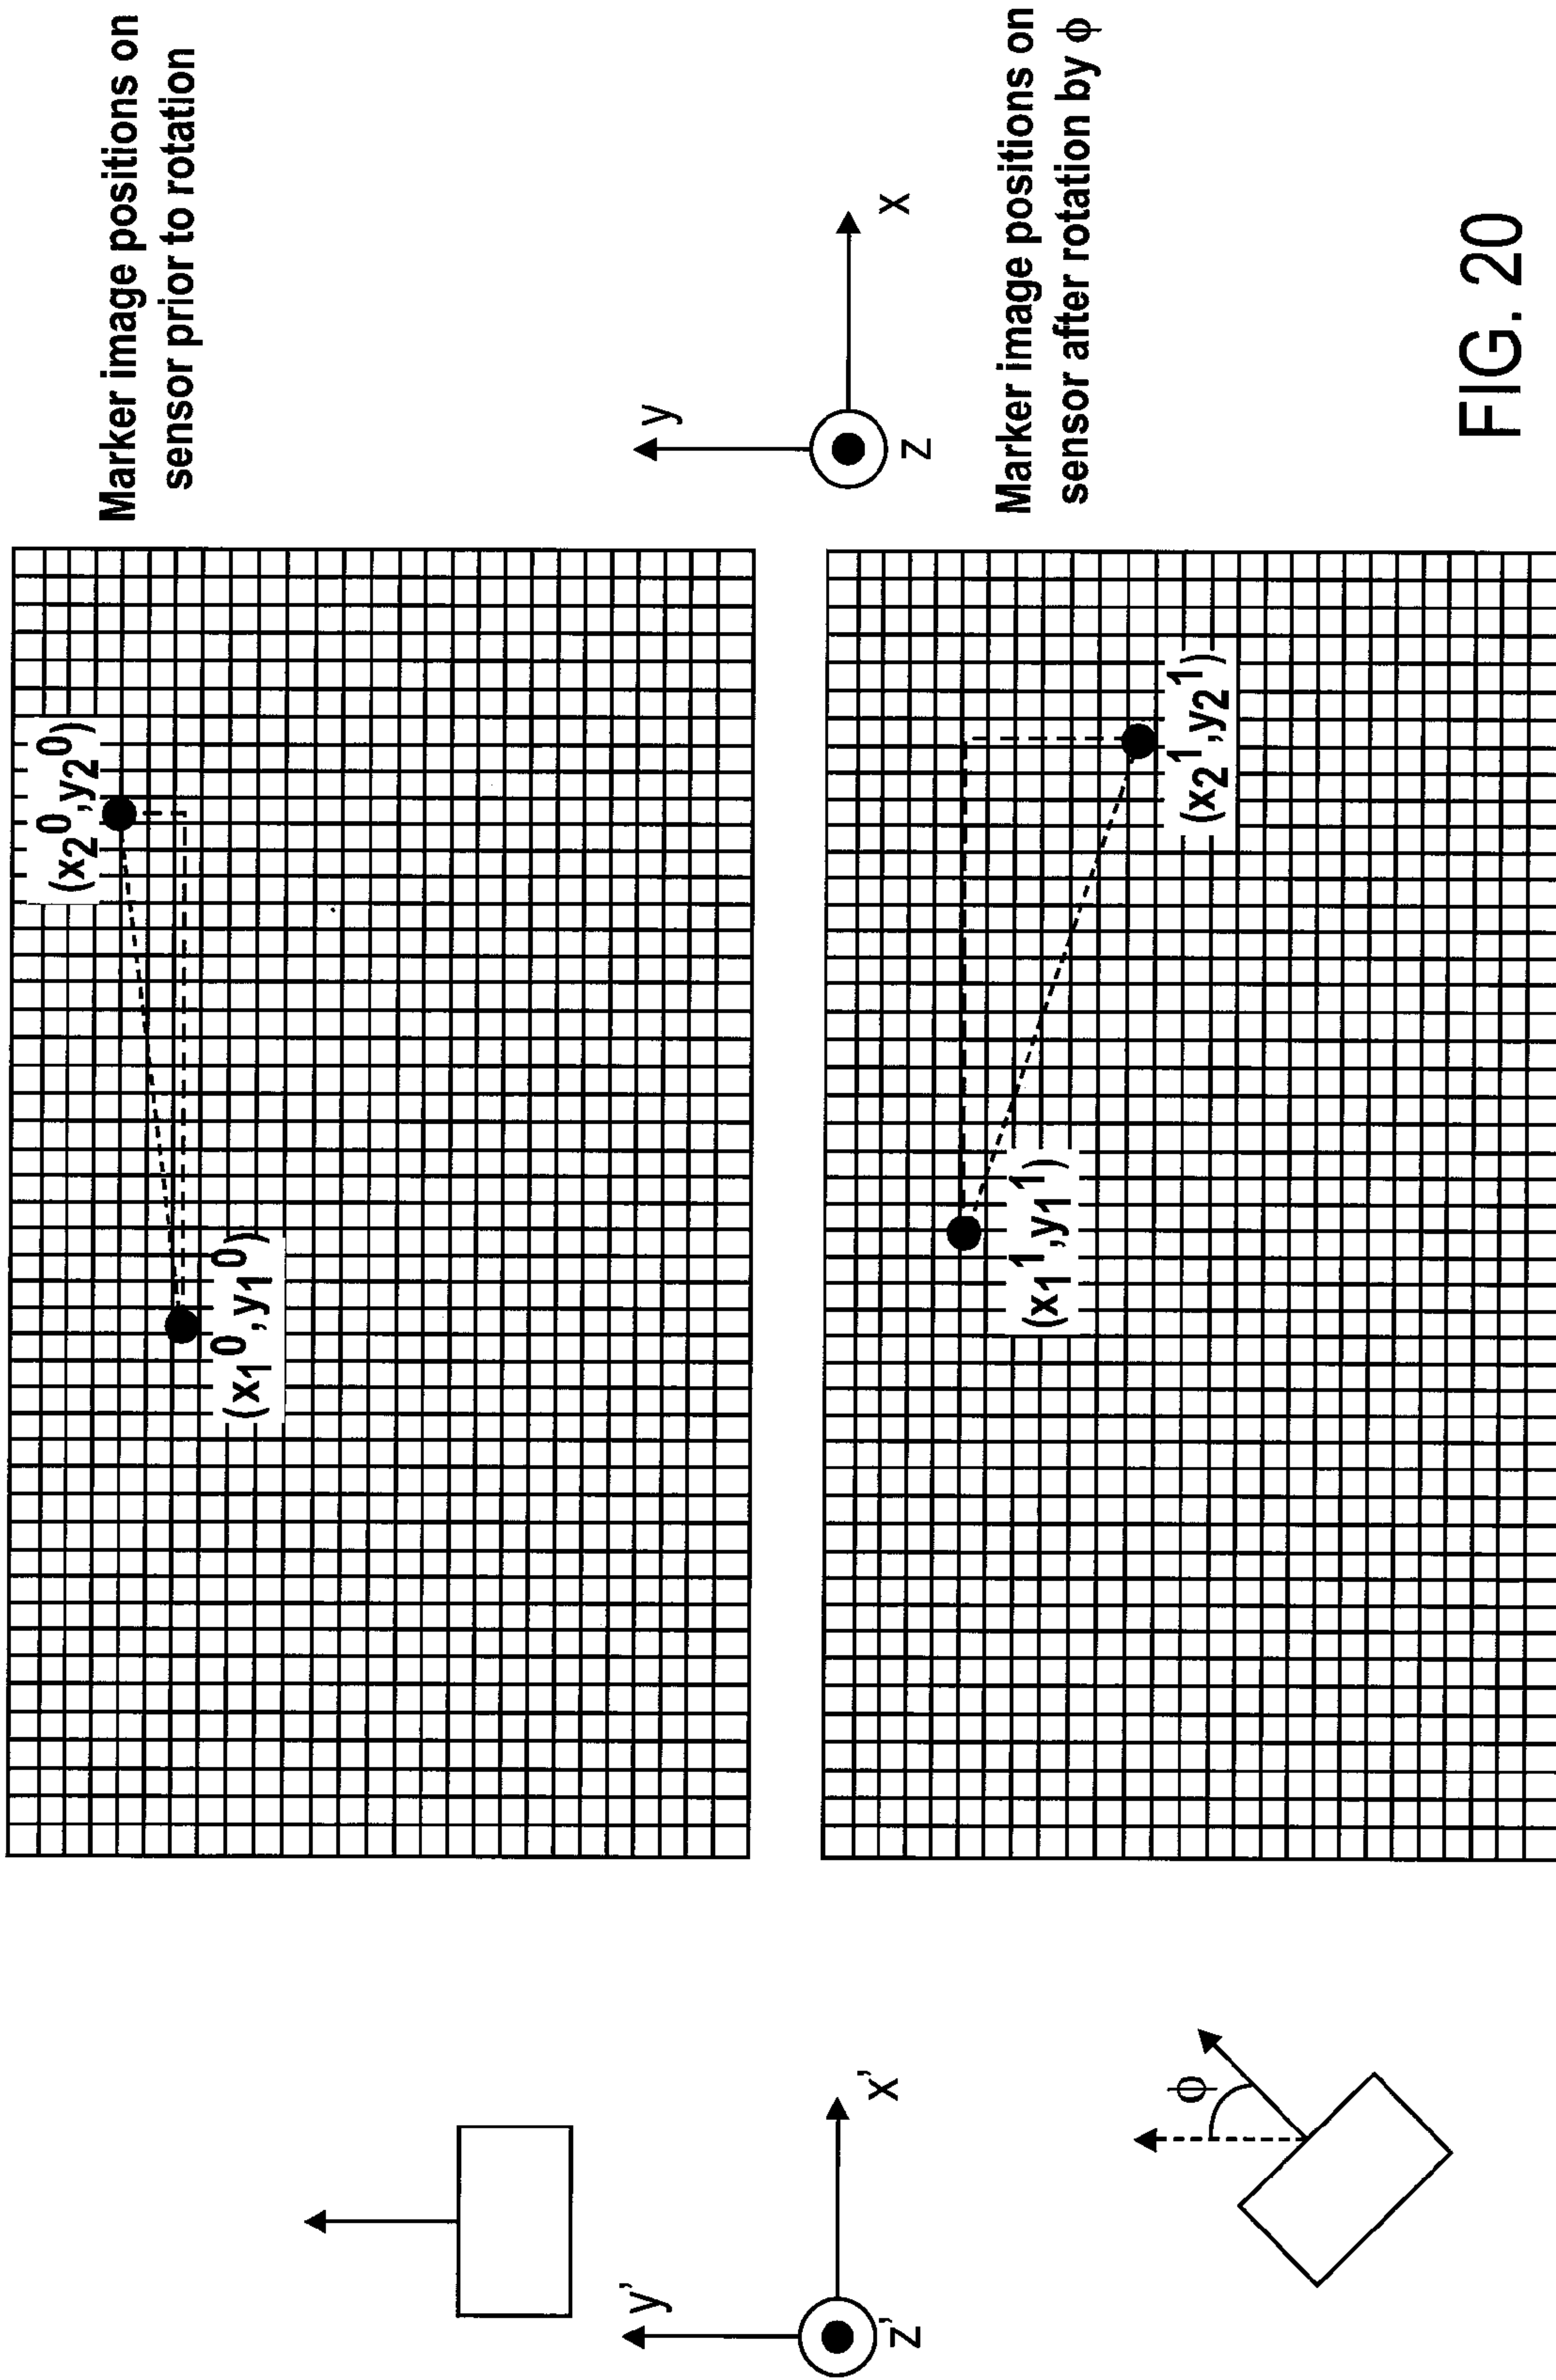 Marker image positions on
sensor prior to rotation
(x₂⁰,y₂⁰)
(x₁⁰,y₁⁰)
y'
x'
z'
y
x
z
Marker image positions on
sensor after rotation by ϕ
(x₁¹,y₁¹)
(x₂¹,y₂¹)
ϕ
FIG. 20